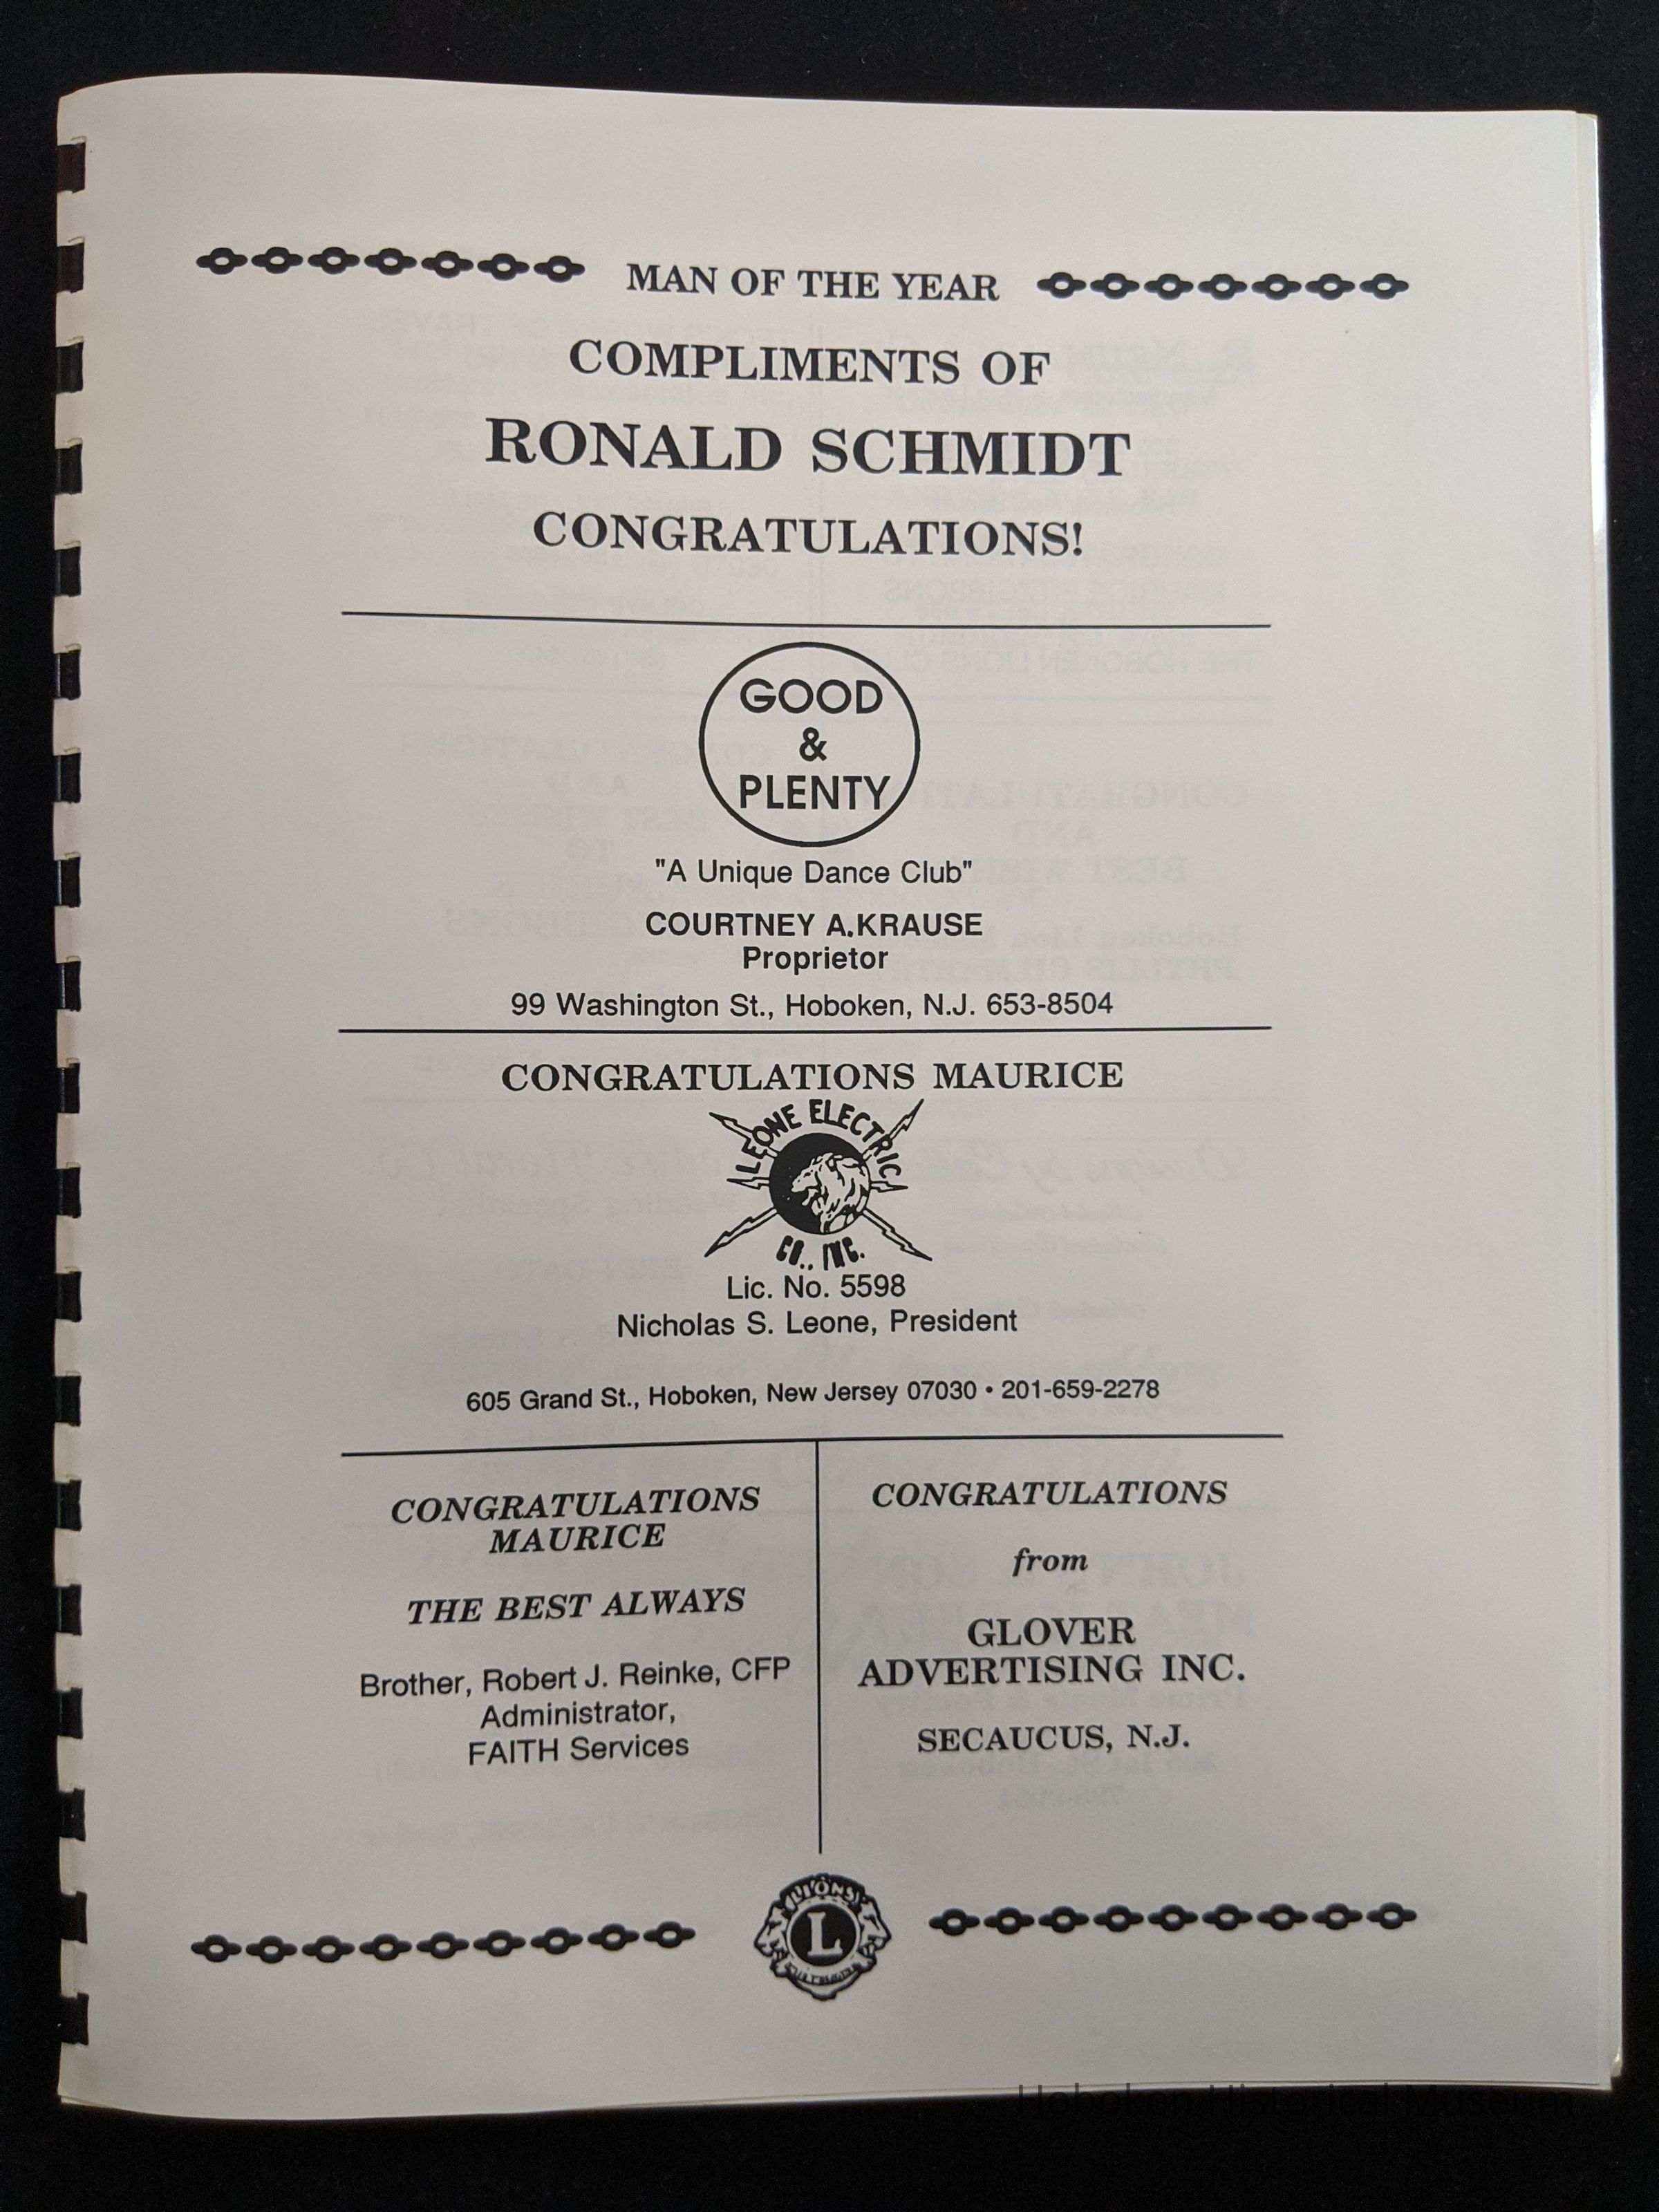 MAN OF THE YEAR
COMPLIMENTS OF
RONALD SCHMIDT
CONGRATULATIONS!
GOOD
&
PLENTY
"A Unique Dance Club"
COURTNEY A.KRAUSE
Proprietor
99 Washington St., Hoboken, N.J. 653-8504
CONGRATULATIONS MAURICE
LEONE ELECTRIC
CO., INC.
Lic. No. 5598
Nicholas S. Leone, President
605 Grand St., Hoboken, New Jersey 07030 • 201-659-2278
CONGRATULATIONS
MAURICE
THE BEST ALWAYS
Brother, Robert J. Reinke, CFP
Administrator,
FAITH Services
CONGRATULATIONS
from
GLOVER
ADVERTISING INC.
SECAUCUS, N.J.
LIONS
L
Hoboken Historical Museum